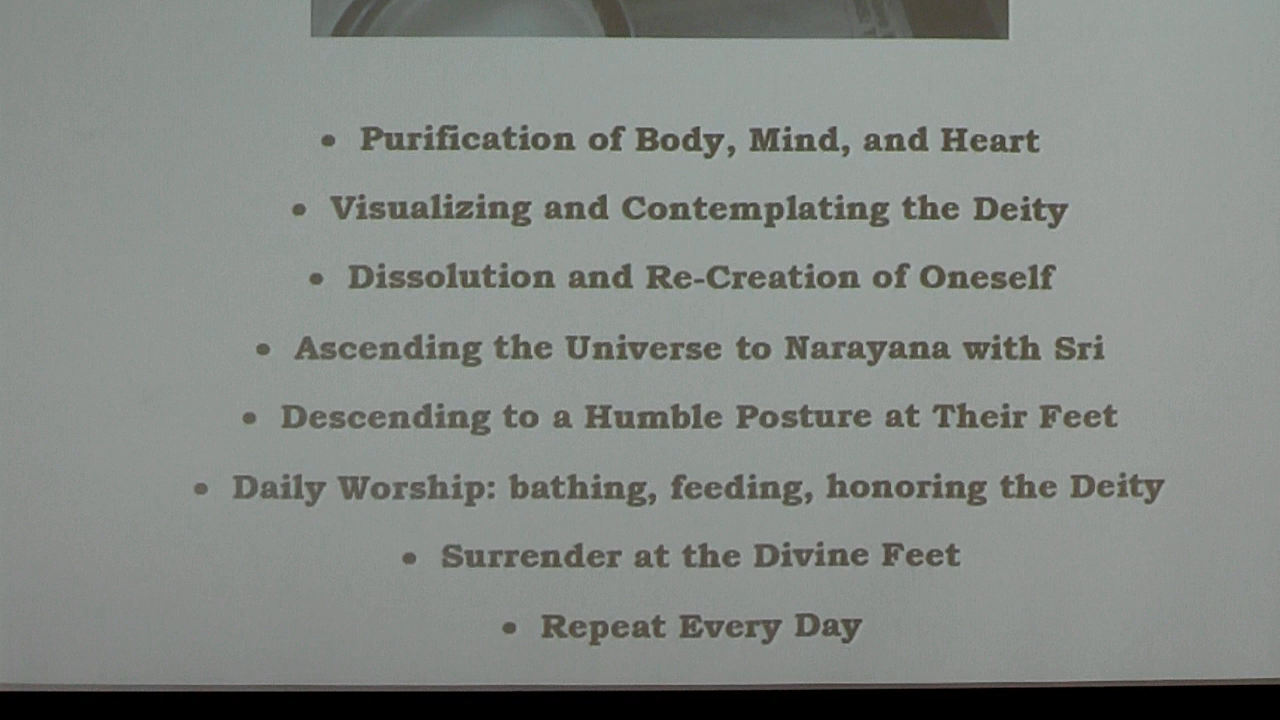 • Purification of Body, Mind, and Heart
• Visualizing and Contemplating the Deity
• Dissolution and Re-Creation of Oneself
• Ascending the Universe to Narayana with Sri
• Descending to a Humble Posture at Their Feet
• Daily Worship: bathing, feeding, honoring the Deity
• Surrender at the Divine Feet
• Repeat Every Day